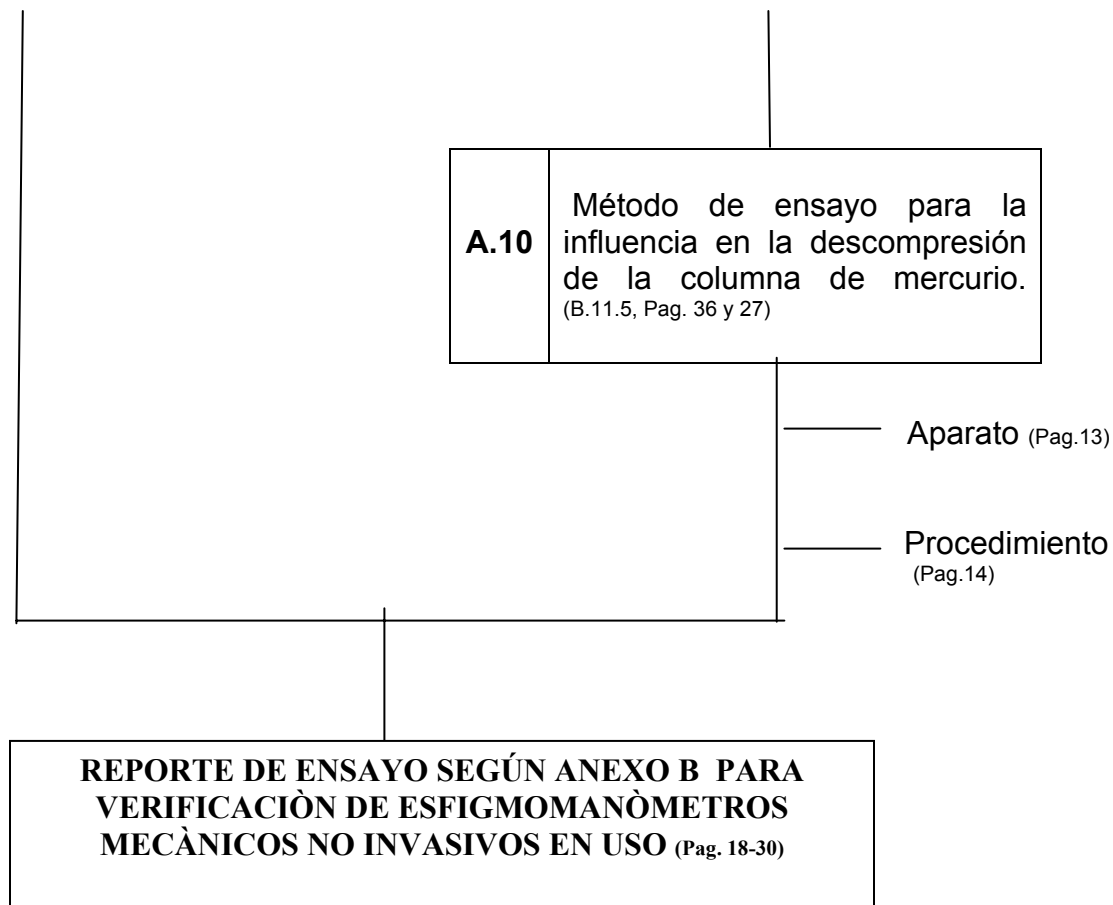 A.10
Método de ensayo para la
influencia en la descompresión
de la columna de mercurio.
(B.11.5, Pag. 36 y 27)
Aparato (Pag.13)
Procedimiento
(Pag.14)
REPORTE DE ENSAYO SEGÚN ANEXO B PARA
VERIFICACIÒN DE ESFIGMOMANÒMETROS
MECÀNICOS NO INVASIVOS EN USO (Pag. 18-30)